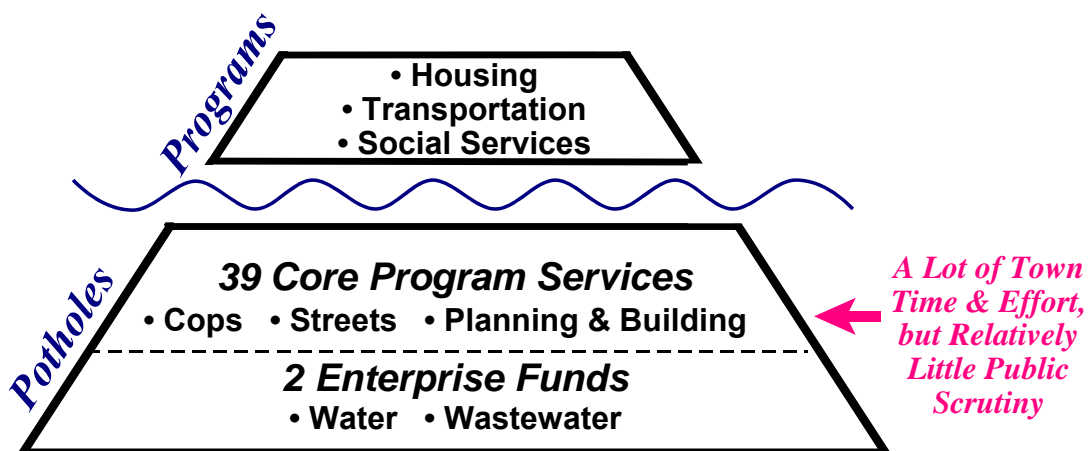 Programs
• Housing
• Transportation
• Social Services
Potholes
39 Core Program Services
• Cops • Streets • Planning & Building
2 Enterprise Funds
• Water • Wastewater
A Lot of Town
Time & Effort,
but Relatively
Little Public
Scrutiny